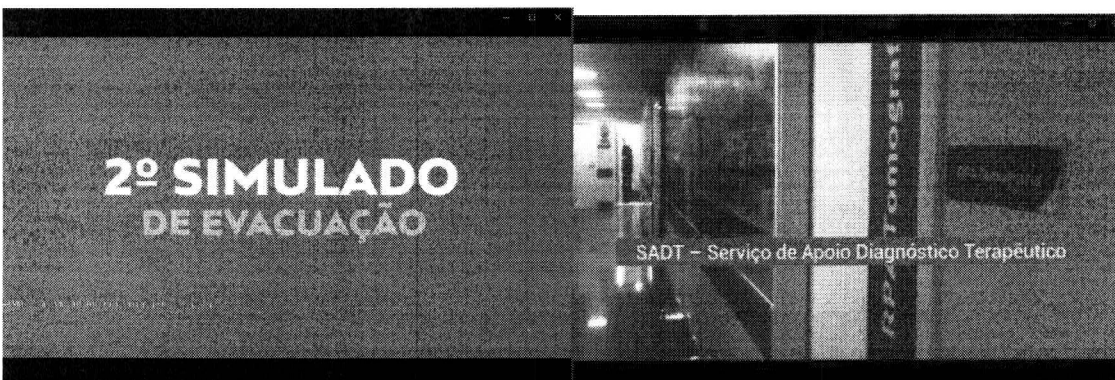 2º SIMULADO
DE EVACUAÇÃO
SADT – Serviço de Apoio Diagnóstico Terapêutico
RPA/Tomograf